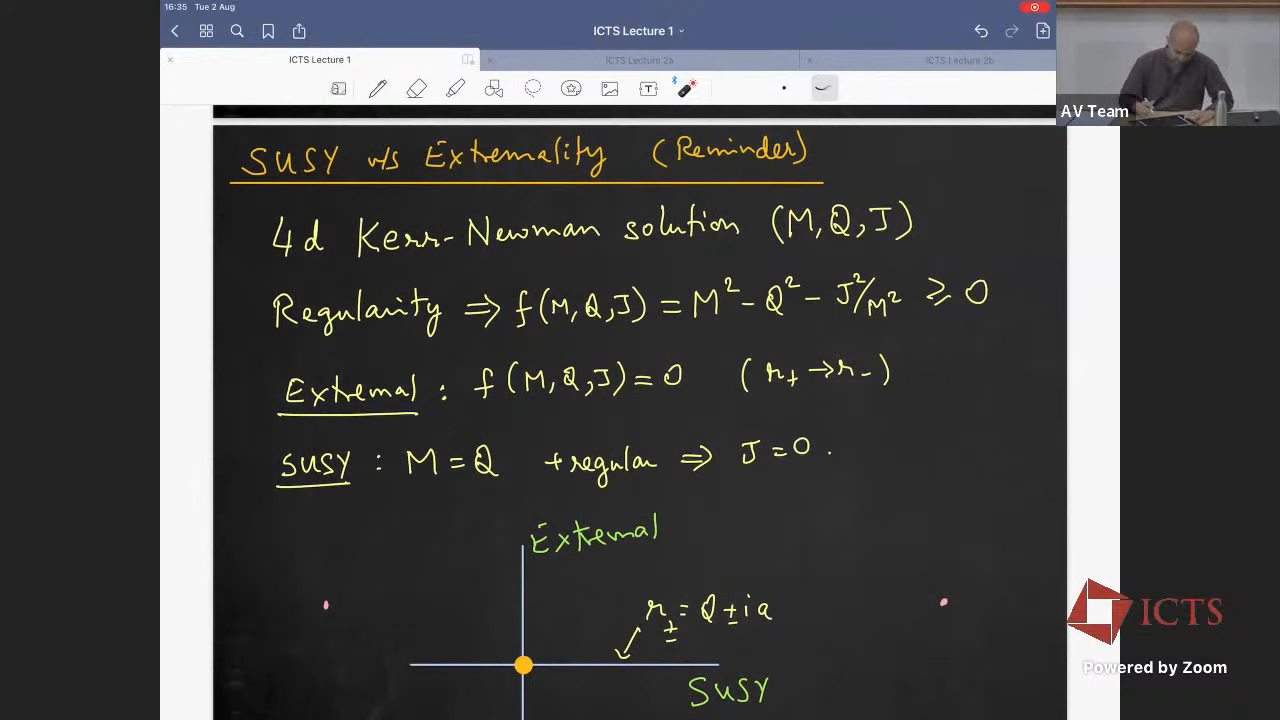 16:35 Tue 2 Aug
ICTS Lecture 1
ICTS Lecture 1
ICTS Lecture 2a
ICTS Lecture 2b
AV Team
SUSY v/s Extremality (Reminder)
4d Kerr-Newman solution (M, Q, J)
Regularity ⇒ f(M, Q, J) = M² - Q² - J²/M² ≥ 0
Extremal : f(M, Q, J) = 0 (r₊ → r₋)
SUSY : M = Q + regular ⇒ J = 0 .
Extremal
r± = Q ± ia
SUSY
ICTS
Powered by Zoom